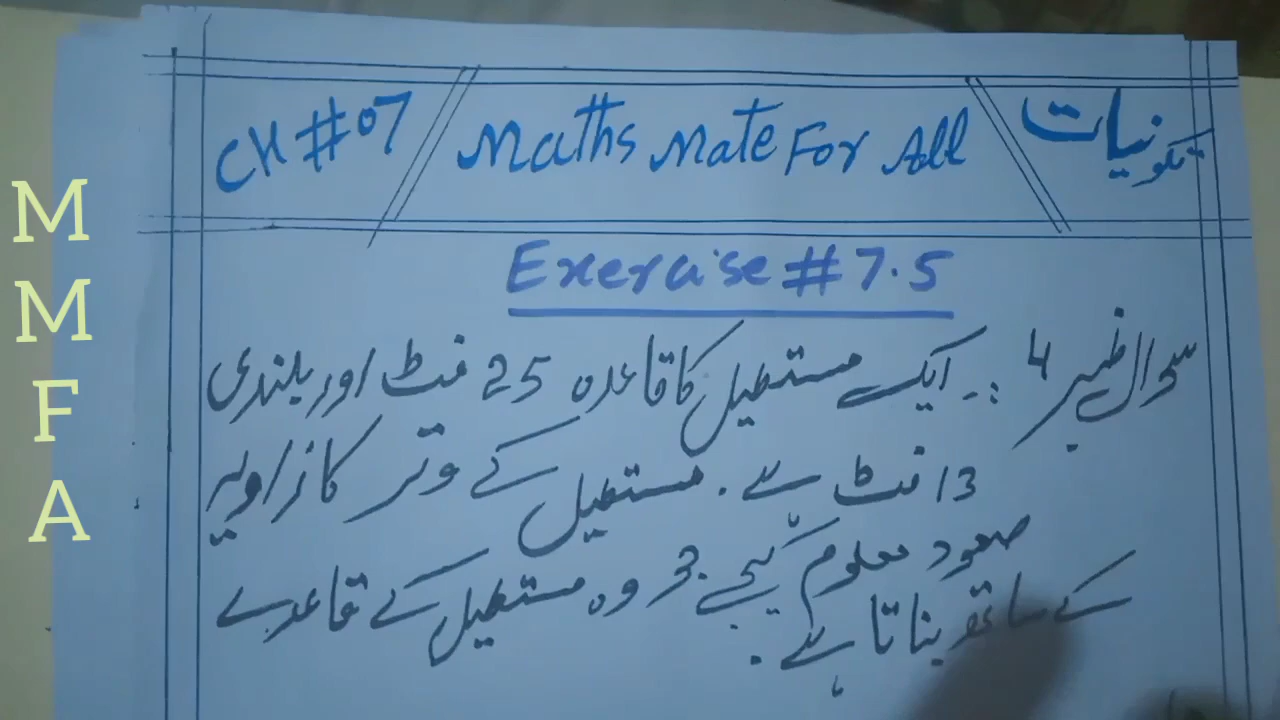 CH #07
Maths Mate For All
تکونیات
Exercise # 7.5
سوال نمبر 4 :۔ ایک مستطیل کا قاعدہ 25 فٹ اور بلندی
13 فٹ ہے۔ مستطیل کے وتر کا زاویہ
صعود معلوم کیجیے۔ جو وہ مستطیل کے قاعدے
کے ساتھ بناتا ہے۔
M
M
F
A